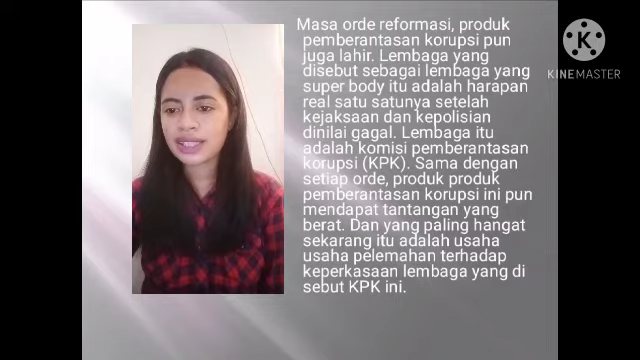 Masa orde reformasi, produk
pemberantasan korupsi pun
juga lahir. Lembaga yang
disebut sebagai lembaga yang
super body itu adalah harapan
real satu satunya setelah
kejaksaan dan kepolisian
dinilai gagal. Lembaga itu
adalah komisi pemberantasan
korupsi (KPK). Sama dengan
setiap orde, produk produk
pemberantasan korupsi ini pun
mendapat tantangan yang
berat. Dan yang paling hangat
sekarang itu adalah usaha
usaha pelemahan terhadap
keperkasaan lembaga yang di
sebut KPK ini.
K
KINEMASTER